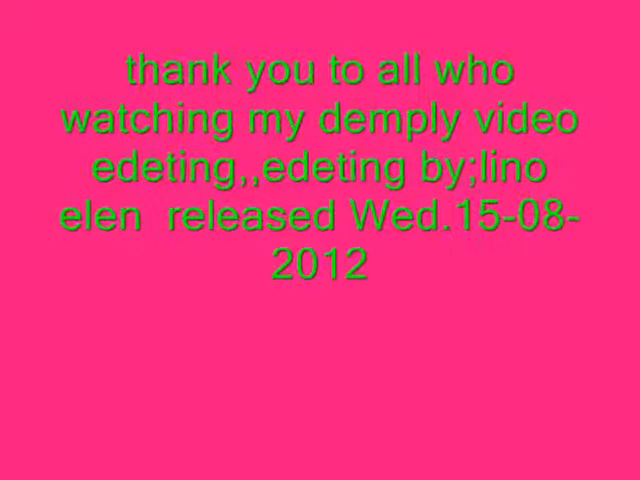 thank you to all who
watching my demply video
edeting,,edeting by;lino
elen  released Wed.15-08-
2012